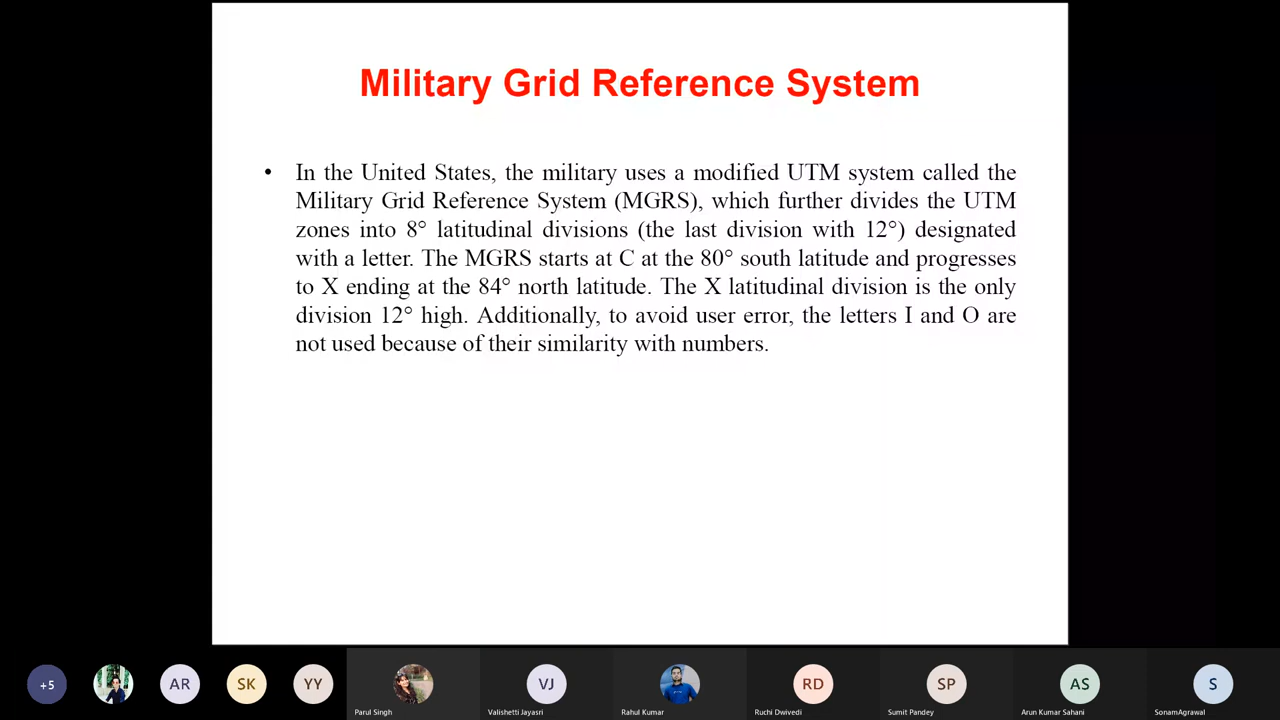 Military Grid Reference System
• In the United States, the military uses a modified UTM system called the
Military Grid Reference System (MGRS), which further divides the UTM
zones into 8° latitudinal divisions (the last division with 12°) designated
with a letter. The MGRS starts at C at the 80° south latitude and progresses
to X ending at the 84° north latitude. The X latitudinal division is the only
division 12° high. Additionally, to avoid user error, the letters I and O are
not used because of their similarity with numbers.
+5 AR SK YY VJ RD SP AS S
Parul Singh Valishetti Jayasri Rahul Kumar Ruchi Dwivedi Sumit Pandey Arun Kumar Sahani SonamAgrawal